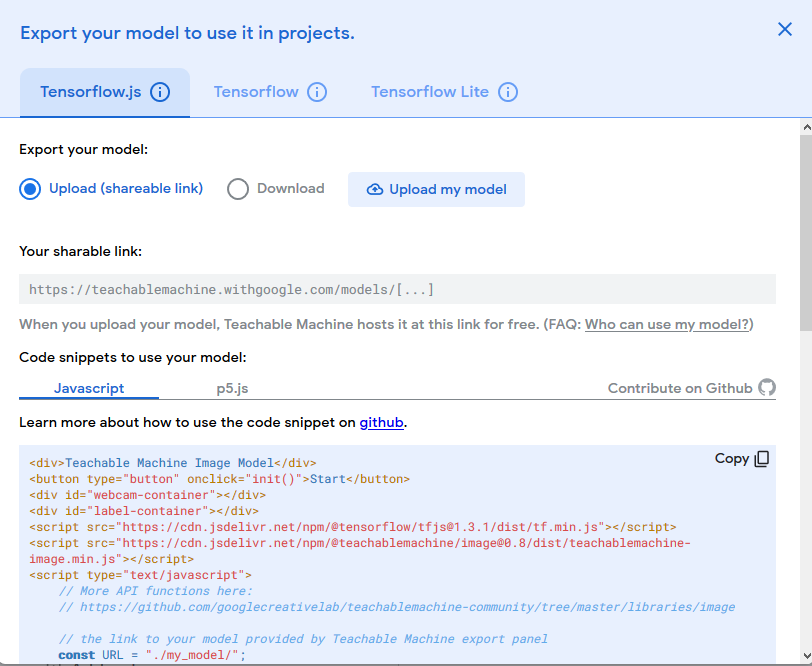 Export your model to use it in projects.
Tensorflow.js
Tensorflow
Tensorflow Lite
Export your model:
Upload (shareable link) Download Upload my model
Your sharable link:
https://teachablemachine.withgoogle.com/models/[...]
When you upload your model, Teachable Machine hosts it at this link for free. (FAQ: Who can use my model?)
Code snippets to use your model:
Javascript p5.js Contribute on Github
Learn more about how to use the code snippet on github.
Copy
<div>Teachable Machine Image Model</div>
<button type="button" onclick="init()">Start</button>
<div id="webcam-container"></div>
<div id="label-container"></div>
<script src="https://cdn.jsdelivr.net/npm/@tensorflow/tfjs@1.3.1/dist/tf.min.js"></script>
<script src="https://cdn.jsdelivr.net/npm/@teachablemachine/image@0.8/dist/teachablemachine-
image.min.js"></script>
<script type="text/javascript">
// More API functions here:
// https://github.com/googlecreativelab/teachablemachine-community/tree/master/libraries/image
// the link to your model provided by Teachable Machine export panel
const URL = "./my_model/";